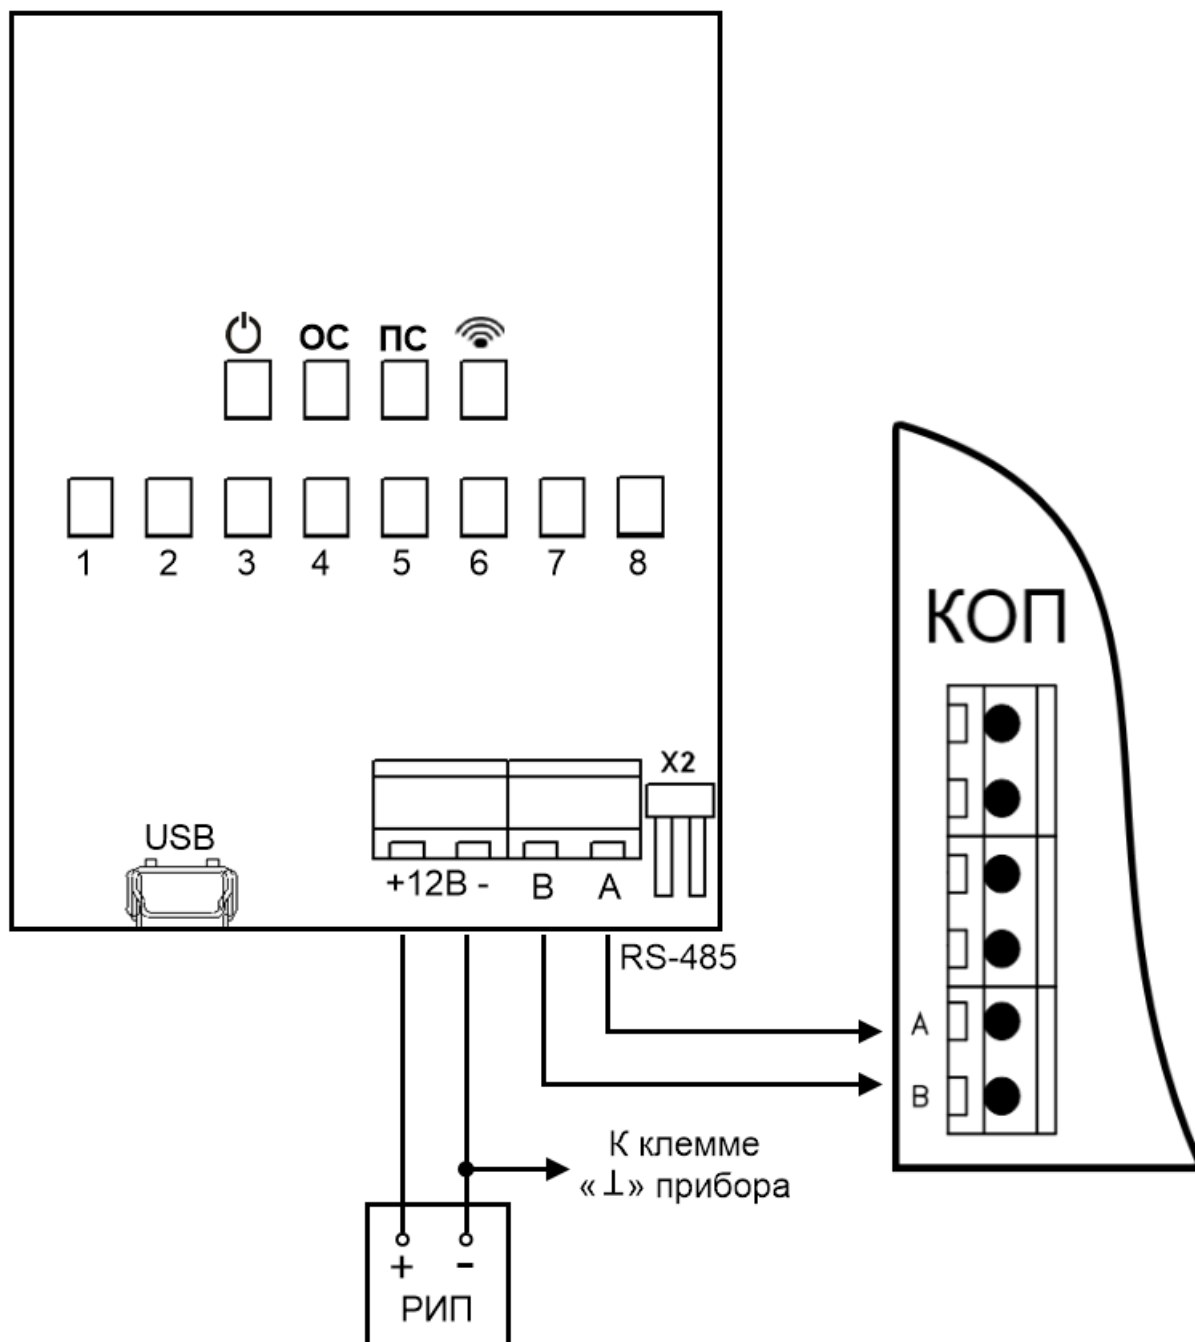 ОС ПС
1 2 3 4 5 6 7 8
КОП
X2
USB
+12В - B A
RS-485
A
B
К клемме
«⊥» прибора
+ -
РИП